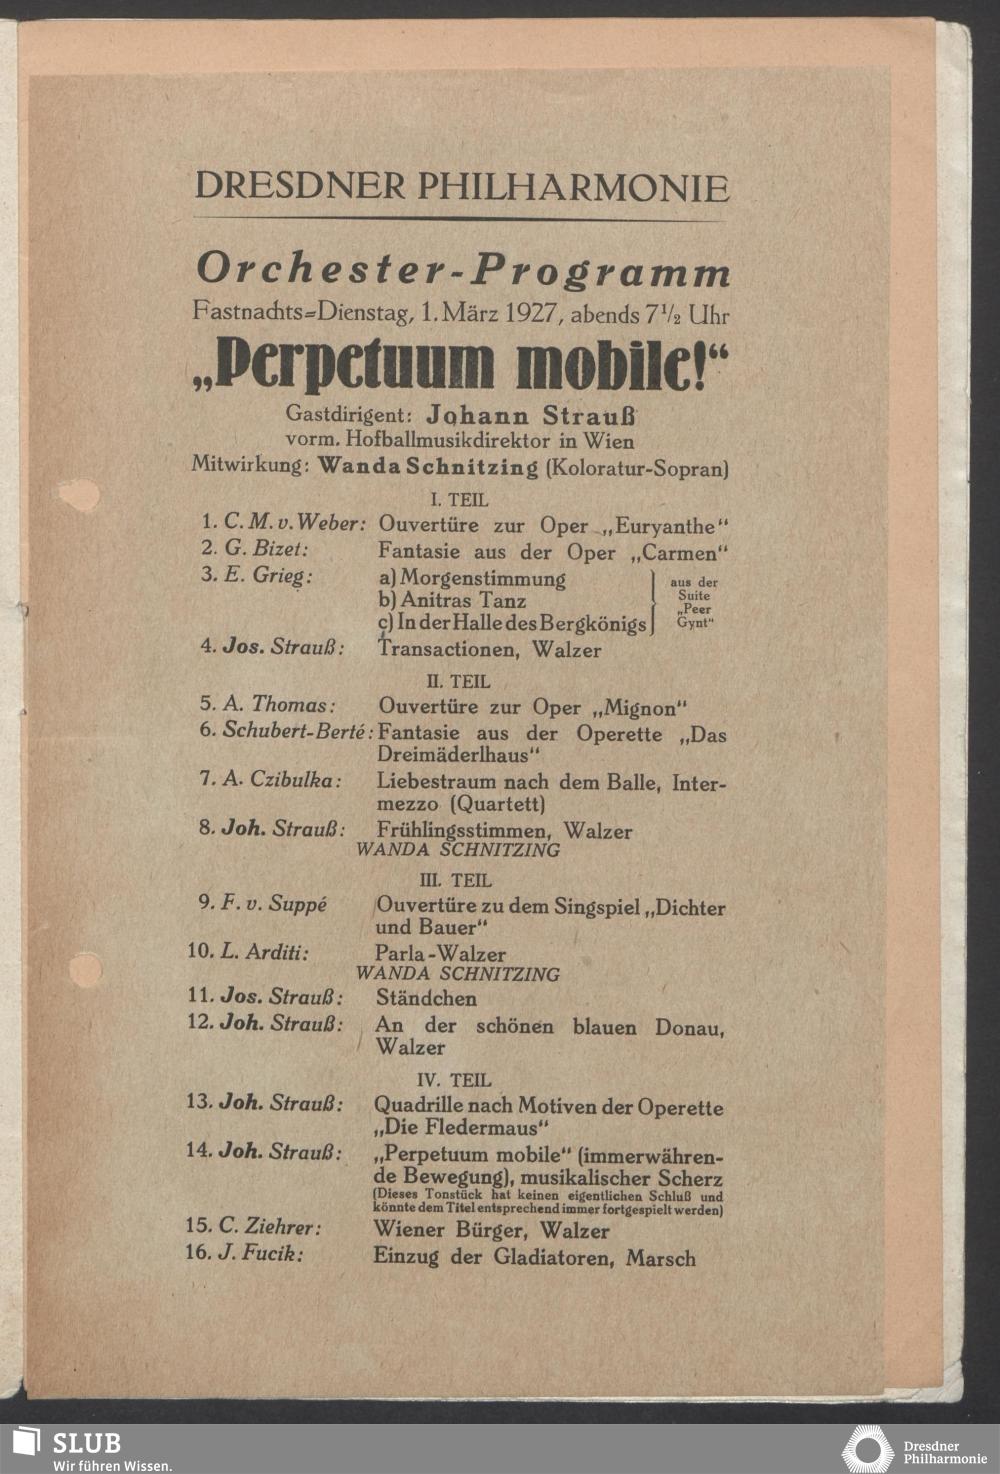 DRESDNER PHILHARMONIE
Orchester-Programm
Fastnachts=Dienstag, 1. März 1927, abends 7½ Uhr
„Perpetuum mobile!“
Gastdirigent: Johann Strauß
vorm. Hofballmusikdirektor in Wien
Mitwirkung: Wanda Schnitzing (Koloratur-Sopran)
I. TEIL
1. C. M. v. Weber: Ouvertüre zur Oper „Euryanthe“
2. G. Bizet: Fantasie aus der Oper „Carmen“
3. E. Grieg: a) Morgenstimmung
b) Anitras Tanz
c) In der Halle des Bergkönigs
aus der
Suite
„Peer
Gynt“
4. Jos. Strauß: Transactionen, Walzer
II. TEIL
5. A. Thomas: Ouvertüre zur Oper „Mignon“
6. Schubert-Berté: Fantasie aus der Operette „Das
Dreimäderlhaus“
7. A. Czibulka: Liebestraum nach dem Balle, Inter-
mezzo (Quartett)
8. Joh. Strauß: Frühlingsstimmen, Walzer
WANDA SCHNITZING
III. TEIL
9. F. v. Suppé Ouvertüre zu dem Singspiel „Dichter
und Bauer“
10. L. Arditi: Parla-Walzer
WANDA SCHNITZING
11. Jos. Strauß: Ständchen
12. Joh. Strauß: An der schönen blauen Donau,
Walzer
IV. TEIL
13. Joh. Strauß: Quadrille nach Motiven der Operette
„Die Fledermaus“
14. Joh. Strauß: „Perpetuum mobile“ (immerwähren-
de Bewegung), musikalischer Scherz
(Dieses Tonstück hat keinen eigentlichen Schluß und
könnte dem Titel entsprechend immer fortgespielt werden)
15. C. Ziehrer: Wiener Bürger, Walzer
16. J. Fucik: Einzug der Gladiatoren, Marsch
SLUB
Wir führen Wissen.
Dresdner
Philharmonie